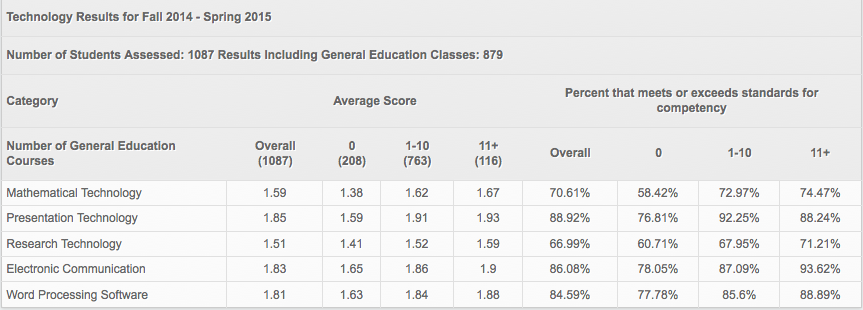 Technology Results for Fall 2014 - Spring 2015
Number of Students Assessed: 1087 Results Including General Education Classes: 879
Category Average Score Percent that meets or exceeds standards for
competency
Number of General Education Overall 0 1-10 11+ Overall 0 1-10 11+
Courses (1087) (208) (763) (116)
Mathematical Technology 1.59 1.38 1.62 1.67 70.61% 58.42% 72.97% 74.47%
Presentation Technology 1.85 1.59 1.91 1.93 88.92% 76.81% 92.25% 88.24%
Research Technology 1.51 1.41 1.52 1.59 66.99% 60.71% 67.95% 71.21%
Electronic Communication 1.83 1.65 1.86 1.9 86.08% 78.05% 87.09% 93.62%
Word Processing Software 1.81 1.63 1.84 1.88 84.59% 77.78% 85.6% 88.89%